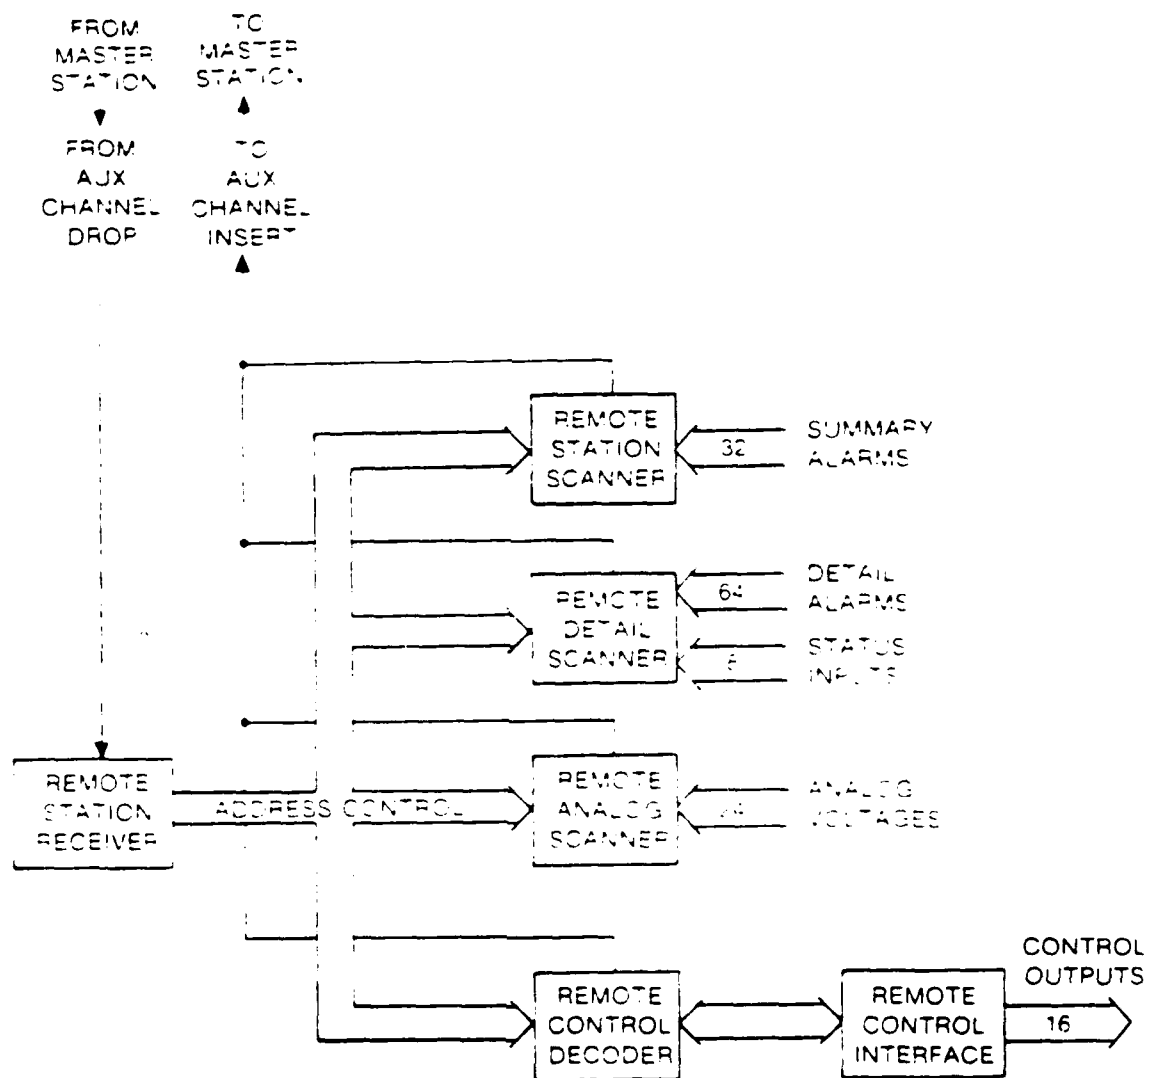 FROM
MASTER
STATION
TO
MASTER
STATION
FROM
AUX
CHANNEL
DROP
TO
AUX
CHANNEL
INSERT
REMOTE
STATION
SCANNER
32
SUMMARY
ALARMS
REMOTE
DETAIL
SCANNER
64
DETAIL
ALARMS
STATUS
INPUTS
REMOTE
STATION
RECEIVER
ADDRESS CONTROL
REMOTE
ANALOG
SCANNER
ANALOG
VOLTAGES
REMOTE
CONTROL
DECODER
REMOTE
CONTROL
INTERFACE
CONTROL
OUTPUTS
16